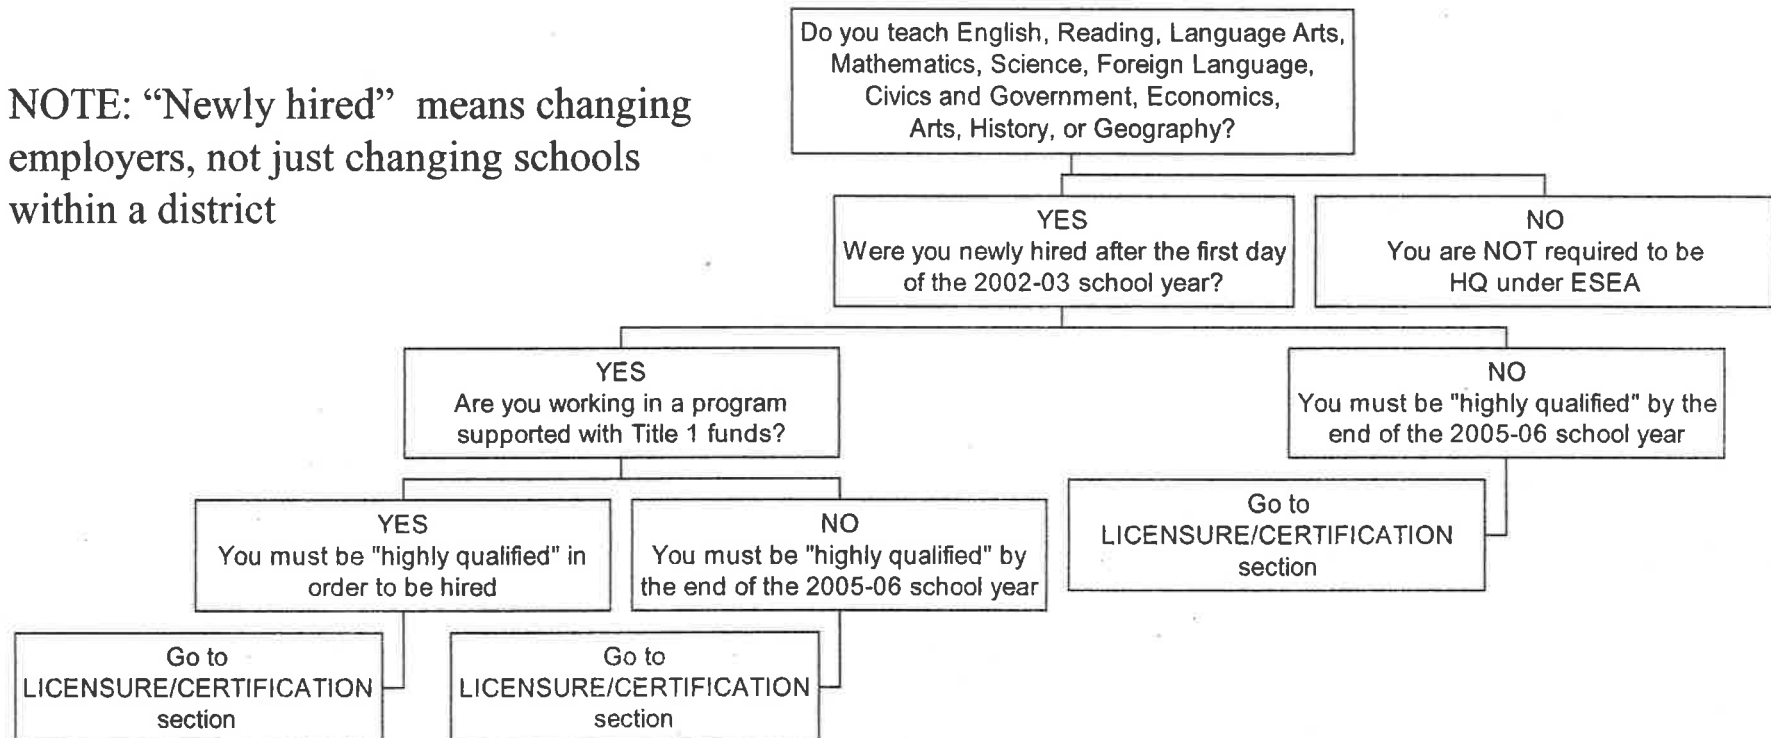 Do you teach English, Reading, Language Arts,
Mathematics, Science, Foreign Language,
Civics and Government, Economics,
Arts, History, or Geography?
NOTE: “Newly hired” means changing
employers, not just changing schools
within a district
YES
Were you newly hired after the first day
of the 2002-03 school year?
NO
You are NOT required to be
HQ under ESEA
YES
Are you working in a program
supported with Title 1 funds?
NO
You must be "highly qualified" by the
end of the 2005-06 school year
YES
You must be "highly qualified" in
order to be hired
NO
You must be "highly qualified" by
the end of the 2005-06 school year
Go to
LICENSURE/CERTIFICATION
section
Go to
LICENSURE/CERTIFICATION
section
Go to
LICENSURE/CERTIFICATION
section